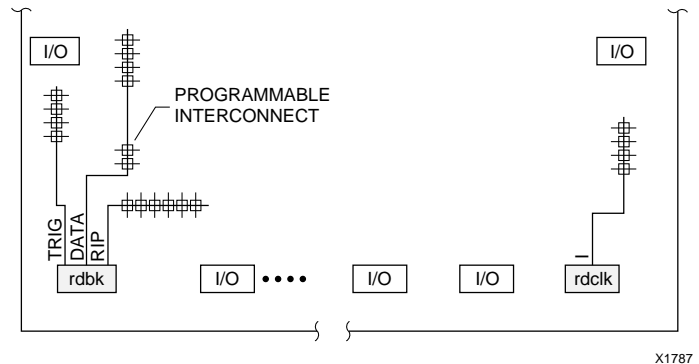 I/O
I/O
PROGRAMMABLE
INTERCONNECT
TRIG
DATA
RIP
I
rdbk
I/O
I/O
I/O
rdclk
X1787